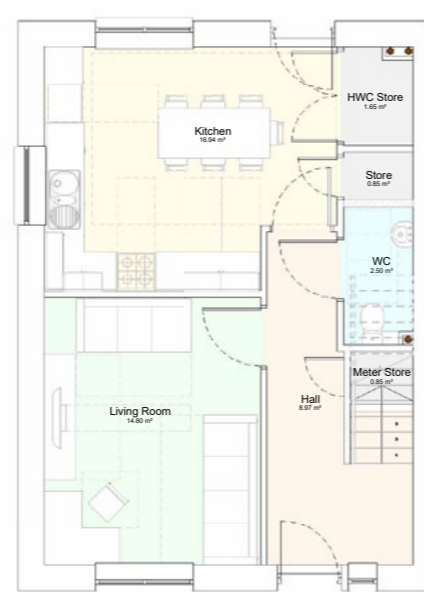 HWC Store
1.65 m²
Kitchen
16.94 m²
Store
0.85 m²
WC
2.50 m²
Meter Store
0.85 m²
Hall
8.97 m²
Living Room
14.80 m²